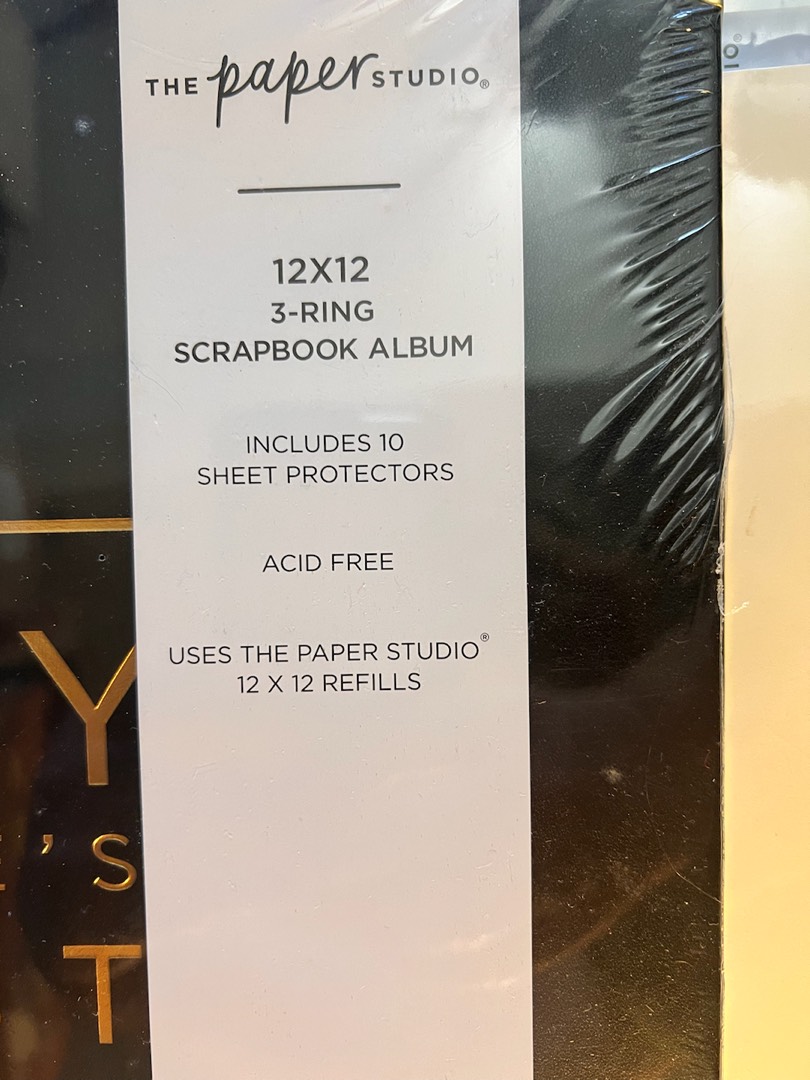 THE paper STUDIO®
12X12
3-RING
SCRAPBOOK ALBUM
INCLUDES 10
SHEET PROTECTORS
ACID FREE
USES THE PAPER STUDIO®
12 X 12 REFILLS
Y
'S
T